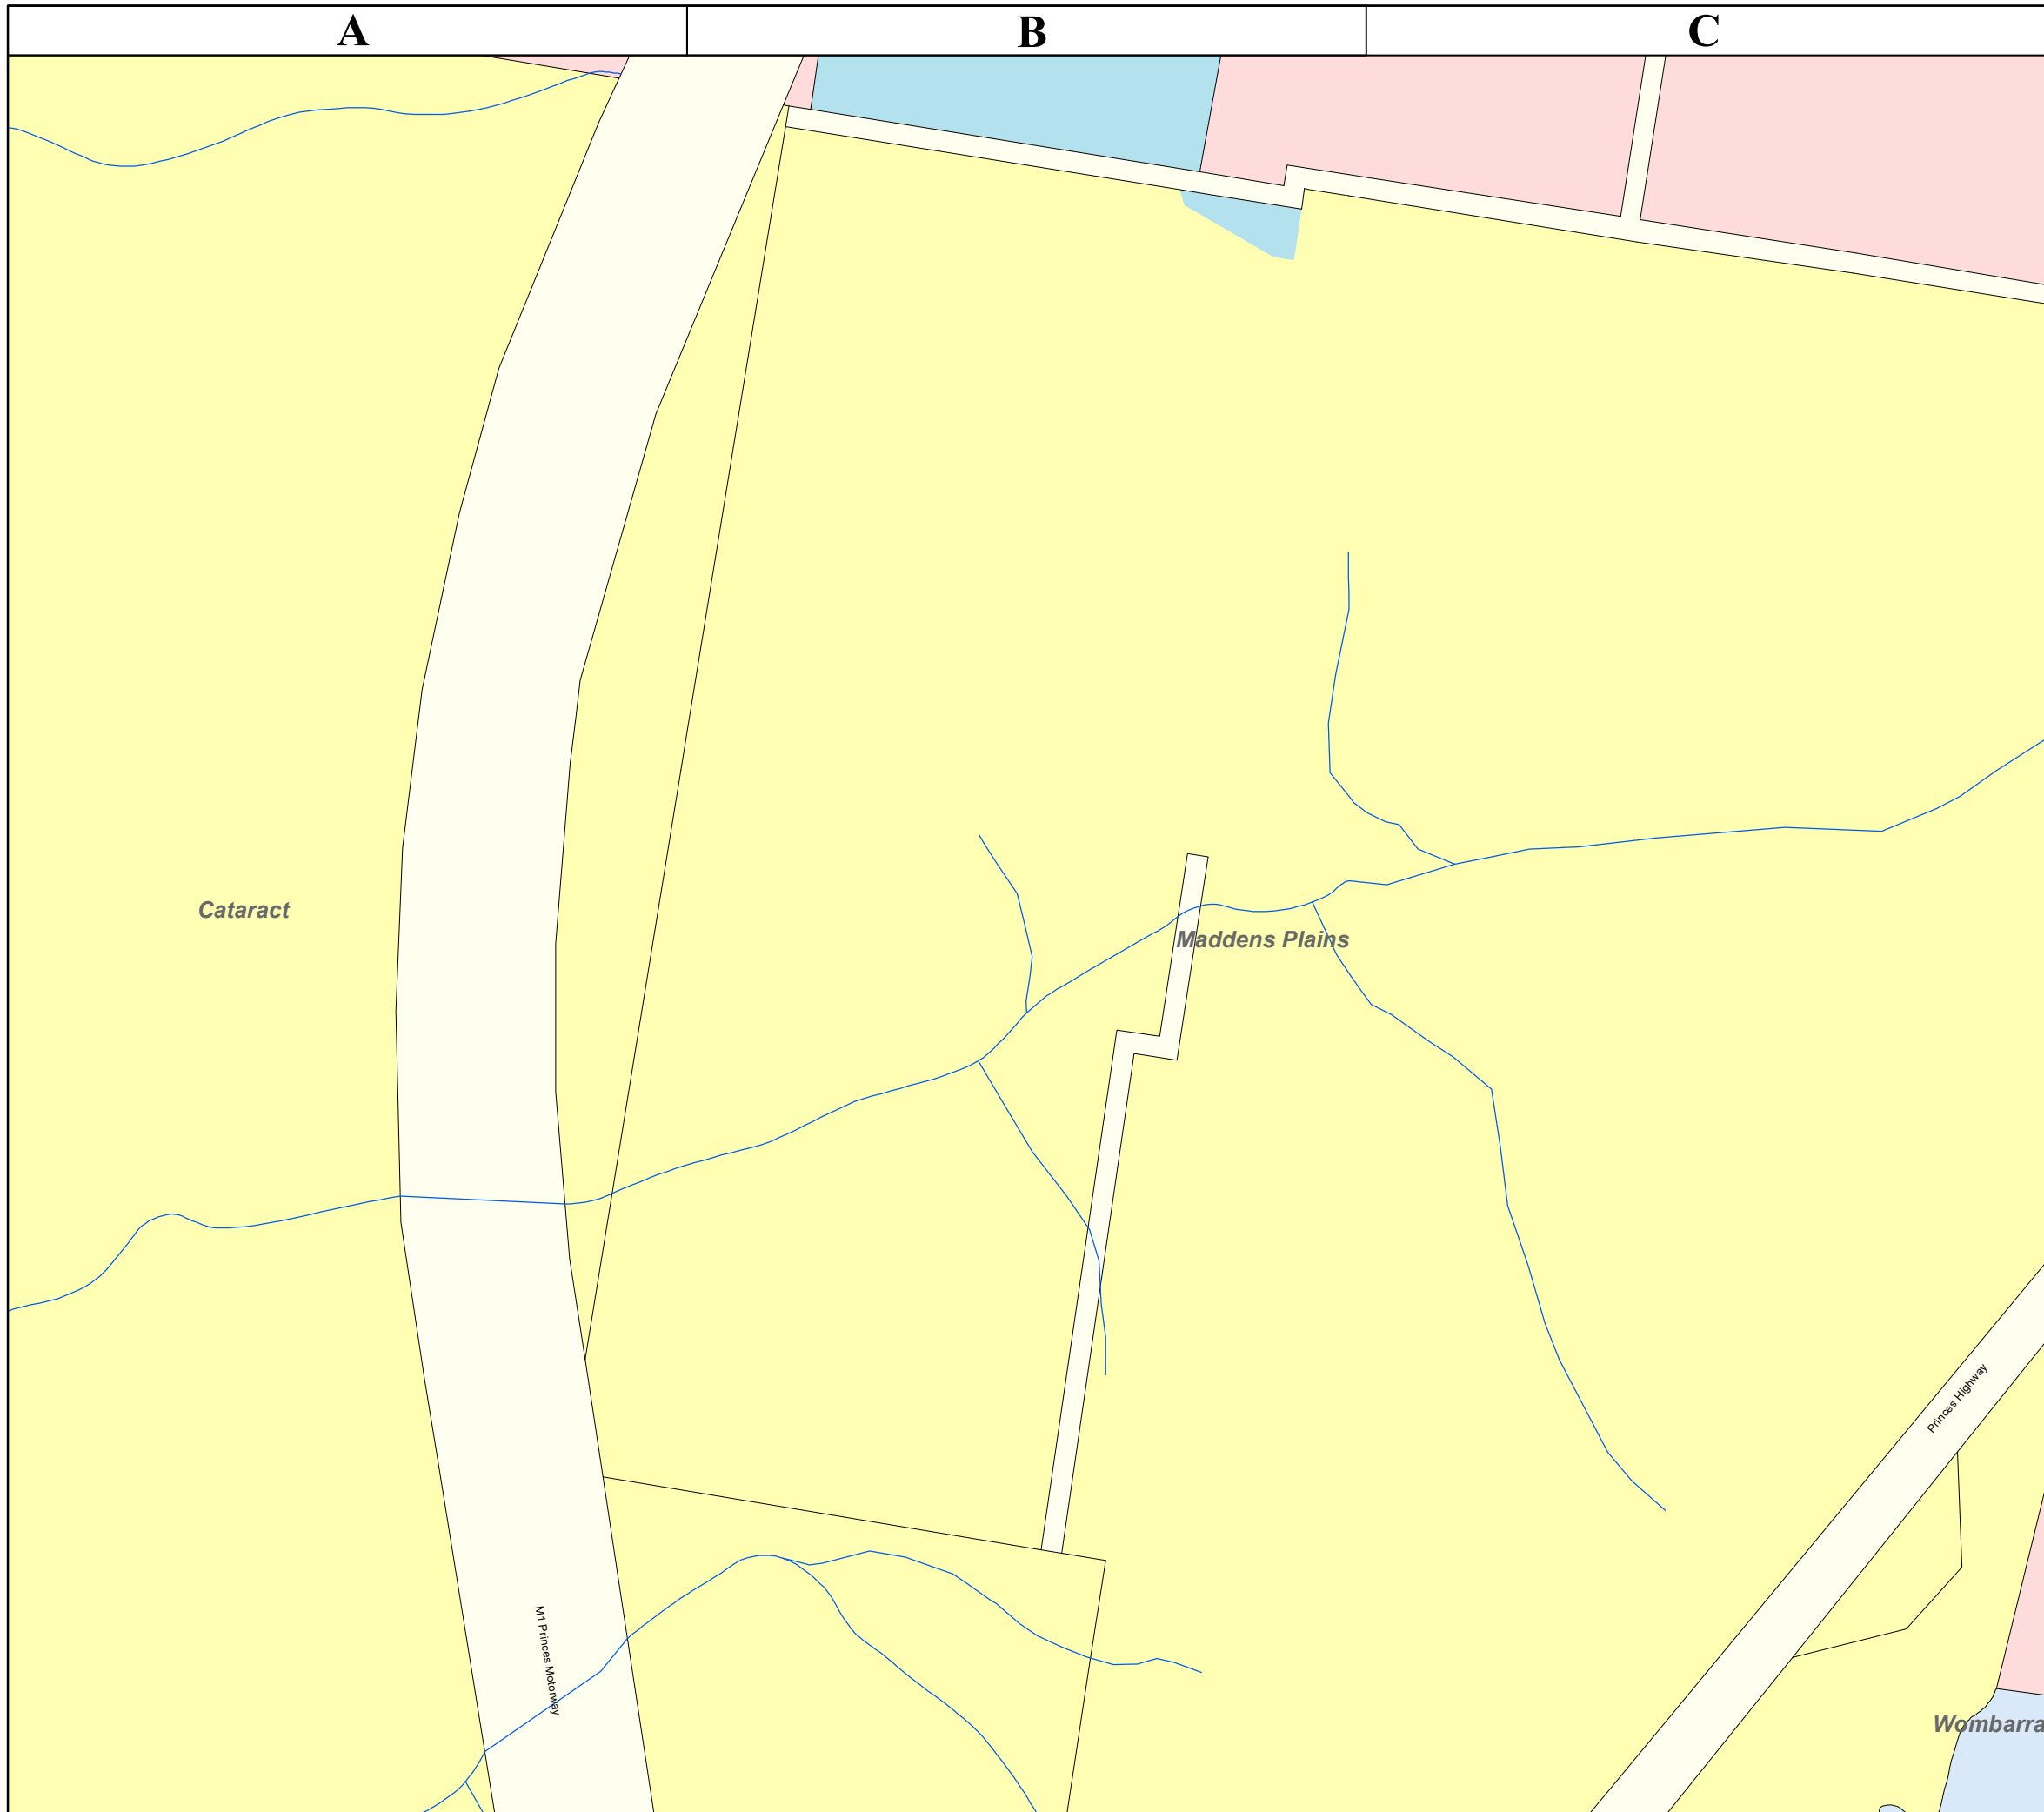 A
B
C
Cataract
Maddens Plains
Princes Highway
M1 Princes Motorway
Wombarra